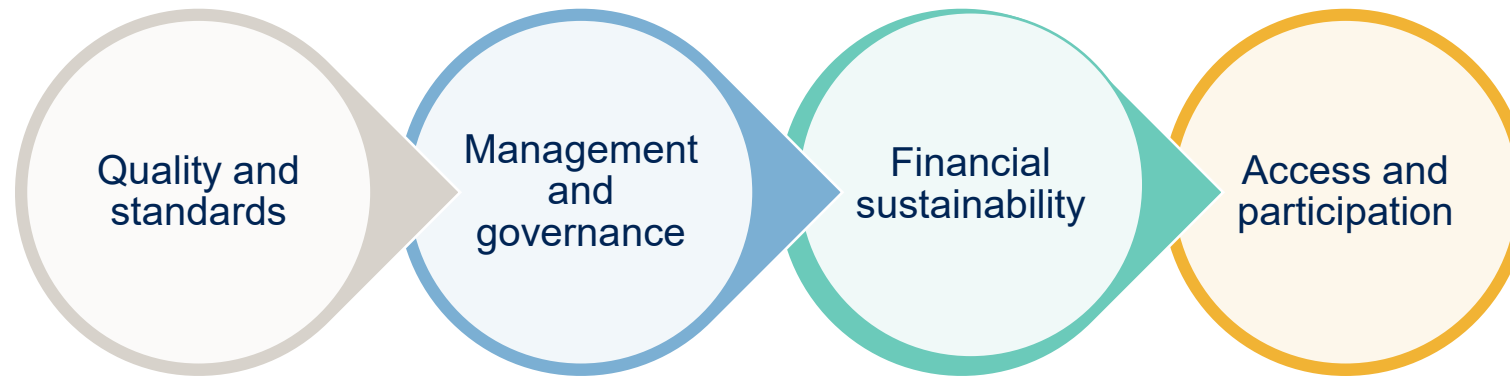 Quality and
standards
Management
and
governance
Financial
sustainability
Access and
participation